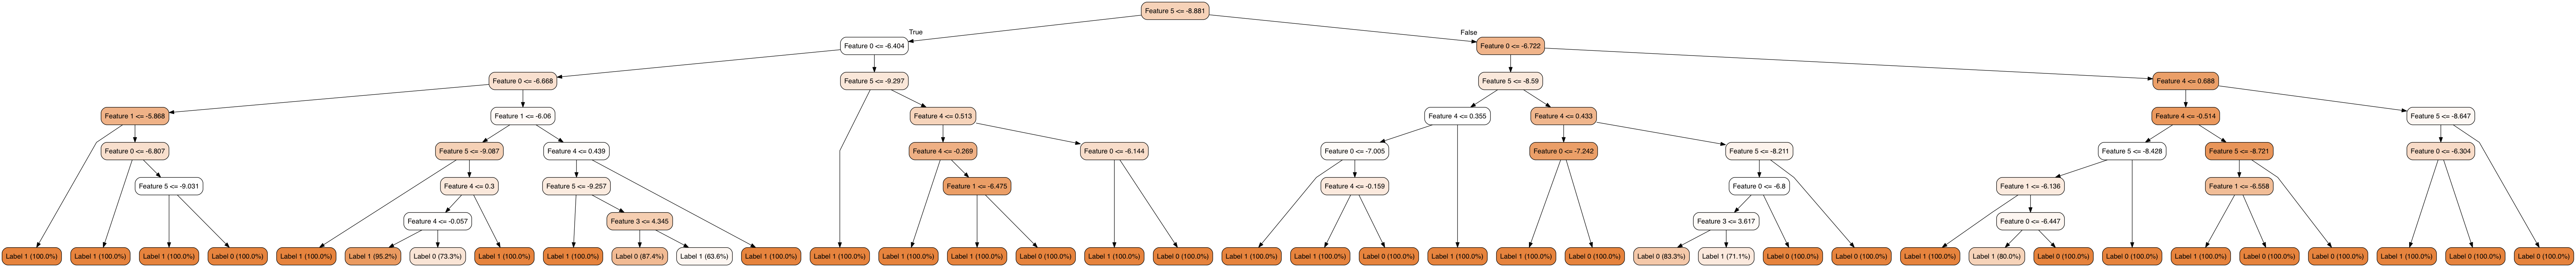 Feature 5 <= -8.881
True
False
Feature 0 <= -6.404
Feature 0 <= -6.722
Feature 0 <= -6.668
Feature 5 <= -9.297
Feature 5 <= -8.59
Feature 4 <= 0.688
Feature 1 <= -5.868
Feature 1 <= -6.06
Feature 4 <= 0.513
Feature 4 <= 0.355
Feature 4 <= 0.433
Feature 4 <= -0.514
Feature 5 <= -8.647
Feature 0 <= -6.807
Feature 5 <= -9.087
Feature 4 <= 0.439
Feature 4 <= -0.269
Feature 0 <= -6.144
Feature 0 <= -7.005
Feature 0 <= -7.242
Feature 5 <= -8.211
Feature 5 <= -8.428
Feature 5 <= -8.721
Feature 0 <= -6.304
Feature 5 <= -9.031
Feature 4 <= 0.3
Feature 5 <= -9.257
Feature 1 <= -6.475
Feature 4 <= -0.159
Feature 0 <= -6.8
Feature 1 <= -6.136
Feature 1 <= -6.558
Feature 4 <= -0.057
Feature 3 <= 4.345
Feature 3 <= 3.617
Feature 0 <= -6.447
Label 1 (100.0%)
Label 1 (100.0%)
Label 1 (100.0%)
Label 0 (100.0%)
Label 1 (100.0%)
Label 1 (95.2%)
Label 0 (73.3%)
Label 1 (100.0%)
Label 1 (100.0%)
Label 0 (87.4%)
Label 1 (63.6%)
Label 1 (100.0%)
Label 1 (100.0%)
Label 1 (100.0%)
Label 1 (100.0%)
Label 0 (100.0%)
Label 1 (100.0%)
Label 0 (100.0%)
Label 1 (100.0%)
Label 1 (100.0%)
Label 0 (100.0%)
Label 1 (100.0%)
Label 1 (100.0%)
Label 0 (100.0%)
Label 0 (83.3%)
Label 1 (71.1%)
Label 0 (100.0%)
Label 0 (100.0%)
Label 1 (100.0%)
Label 1 (80.0%)
Label 0 (100.0%)
Label 0 (100.0%)
Label 1 (100.0%)
Label 0 (100.0%)
Label 0 (100.0%)
Label 1 (100.0%)
Label 0 (100.0%)
Label 0 (100.0%)